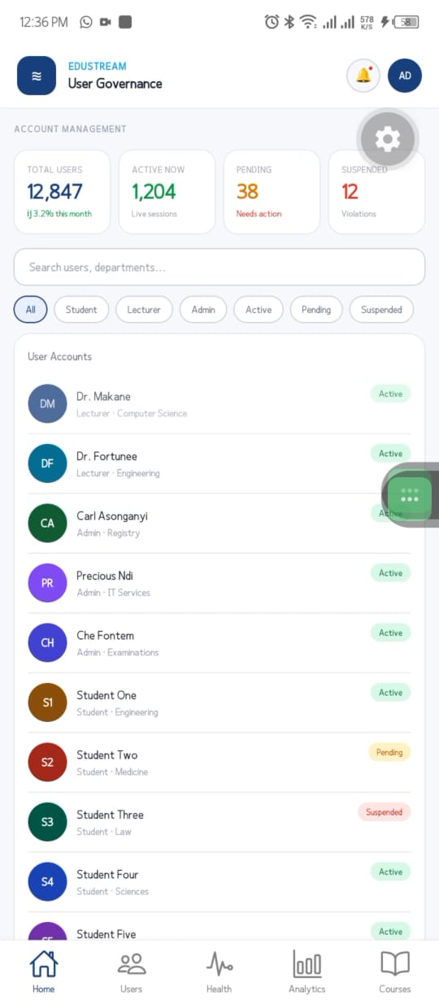 12:36 PM
578 K/S
58
EDUSTREAM
User Governance
AD
ACCOUNT MANAGEMENT
TOTAL USERS
12,847
ij 3.2% this month
ACTIVE NOW
1,204
Live sessions
PENDING
38
Needs action
SUSPENDED
12
Violations
Search users, departments...
All
Student
Lecturer
Admin
Active
Pending
Suspended
User Accounts
DM
Dr. Makane
Lecturer · Computer Science
Active
DF
Dr. Fortunee
Lecturer · Engineering
Active
CA
Carl Asonganyi
Admin · Registry
Active
PR
Precious Ndi
Admin · IT Services
Active
CH
Che Fontem
Admin · Examinations
Active
S1
Student One
Student · Engineering
Active
S2
Student Two
Student · Medicine
Pending
S3
Student Three
Student · Law
Suspended
S4
Student Four
Student · Sciences
Active
Student Five
Active
Home
Users
Health
Analytics
Courses